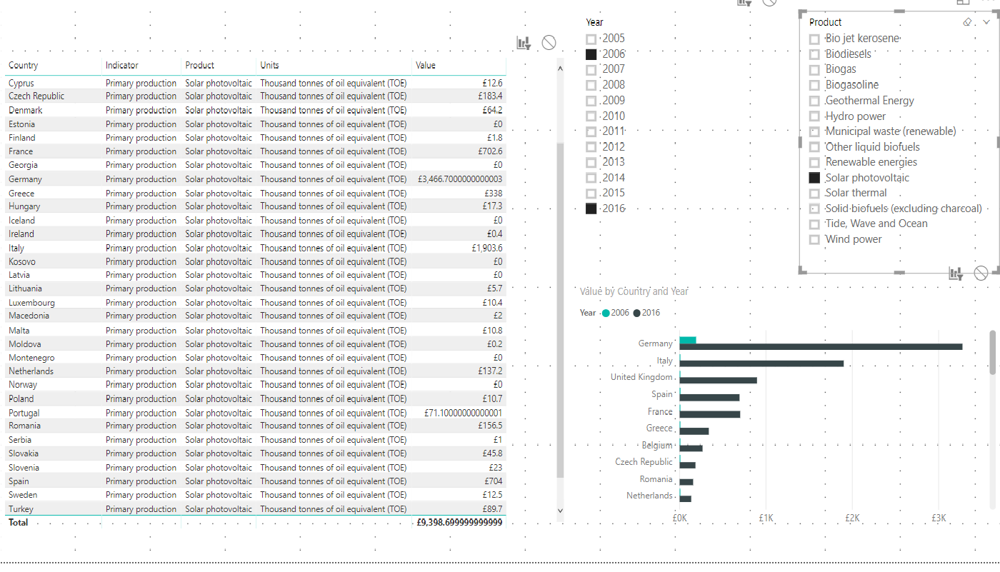 Country Indicator Product Units Value
Cyprus Primary production Solar photovoltaic Thousand tonnes of oil equivalent (TOE) £12.6
Czech Republic Primary production Solar photovoltaic Thousand tonnes of oil equivalent (TOE) £183.4
Denmark Primary production Solar photovoltaic Thousand tonnes of oil equivalent (TOE) £64.2
Estonia Primary production Solar photovoltaic Thousand tonnes of oil equivalent (TOE) £0
Finland Primary production Solar photovoltaic Thousand tonnes of oil equivalent (TOE) £1.8
France Primary production Solar photovoltaic Thousand tonnes of oil equivalent (TOE) £702.6
Georgia Primary production Solar photovoltaic Thousand tonnes of oil equivalent (TOE) £0
Germany Primary production Solar photovoltaic Thousand tonnes of oil equivalent (TOE) £3,466.7000000000003
Greece Primary production Solar photovoltaic Thousand tonnes of oil equivalent (TOE) £338
Hungary Primary production Solar photovoltaic Thousand tonnes of oil equivalent (TOE) £17.3
Iceland Primary production Solar photovoltaic Thousand tonnes of oil equivalent (TOE) £0
Ireland Primary production Solar photovoltaic Thousand tonnes of oil equivalent (TOE) £0.4
Italy Primary production Solar photovoltaic Thousand tonnes of oil equivalent (TOE) £1,903.6
Kosovo Primary production Solar photovoltaic Thousand tonnes of oil equivalent (TOE) £0
Latvia Primary production Solar photovoltaic Thousand tonnes of oil equivalent (TOE) £0
Lithuania Primary production Solar photovoltaic Thousand tonnes of oil equivalent (TOE) £5.7
Luxembourg Primary production Solar photovoltaic Thousand tonnes of oil equivalent (TOE) £10.4
Macedonia Primary production Solar photovoltaic Thousand tonnes of oil equivalent (TOE) £2
Malta Primary production Solar photovoltaic Thousand tonnes of oil equivalent (TOE) £10.8
Moldova Primary production Solar photovoltaic Thousand tonnes of oil equivalent (TOE) £0.2
Montenegro Primary production Solar photovoltaic Thousand tonnes of oil equivalent (TOE) £0
Netherlands Primary production Solar photovoltaic Thousand tonnes of oil equivalent (TOE) £137.2
Norway Primary production Solar photovoltaic Thousand tonnes of oil equivalent (TOE) £0
Poland Primary production Solar photovoltaic Thousand tonnes of oil equivalent (TOE) £10.7
Portugal Primary production Solar photovoltaic Thousand tonnes of oil equivalent (TOE) £71.10000000000001
Romania Primary production Solar photovoltaic Thousand tonnes of oil equivalent (TOE) £156.5
Serbia Primary production Solar photovoltaic Thousand tonnes of oil equivalent (TOE) £1
Slovakia Primary production Solar photovoltaic Thousand tonnes of oil equivalent (TOE) £45.8
Slovenia Primary production Solar photovoltaic Thousand tonnes of oil equivalent (TOE) £23
Spain Primary production Solar photovoltaic Thousand tonnes of oil equivalent (TOE) £704
Sweden Primary production Solar photovoltaic Thousand tonnes of oil equivalent (TOE) £12.5
Turkey Primary production Solar photovoltaic Thousand tonnes of oil equivalent (TOE) £89.7
Total £9,398.699999999999
Year
2005
2006
2007
2008
2009
2010
2011
2012
2013
2014
2015
2016
Product
Bio jet kerosene
Biodiesels
Biogas
Biogasoline
Geothermal Energy
Hydro power
Municipal waste (renewable)
Other liquid biofuels
Renewable energies
Solar photovoltaic
Solar thermal
Solid biofuels (excluding charcoal)
Tide, Wave and Ocean
Wind power
Value by Country and Year
Year 2006 2016
Germany
Italy
United Kingdom
Spain
France
Greece
Belgium
Czech Republic
Romania
Netherlands
£0K £1K £2K £3K